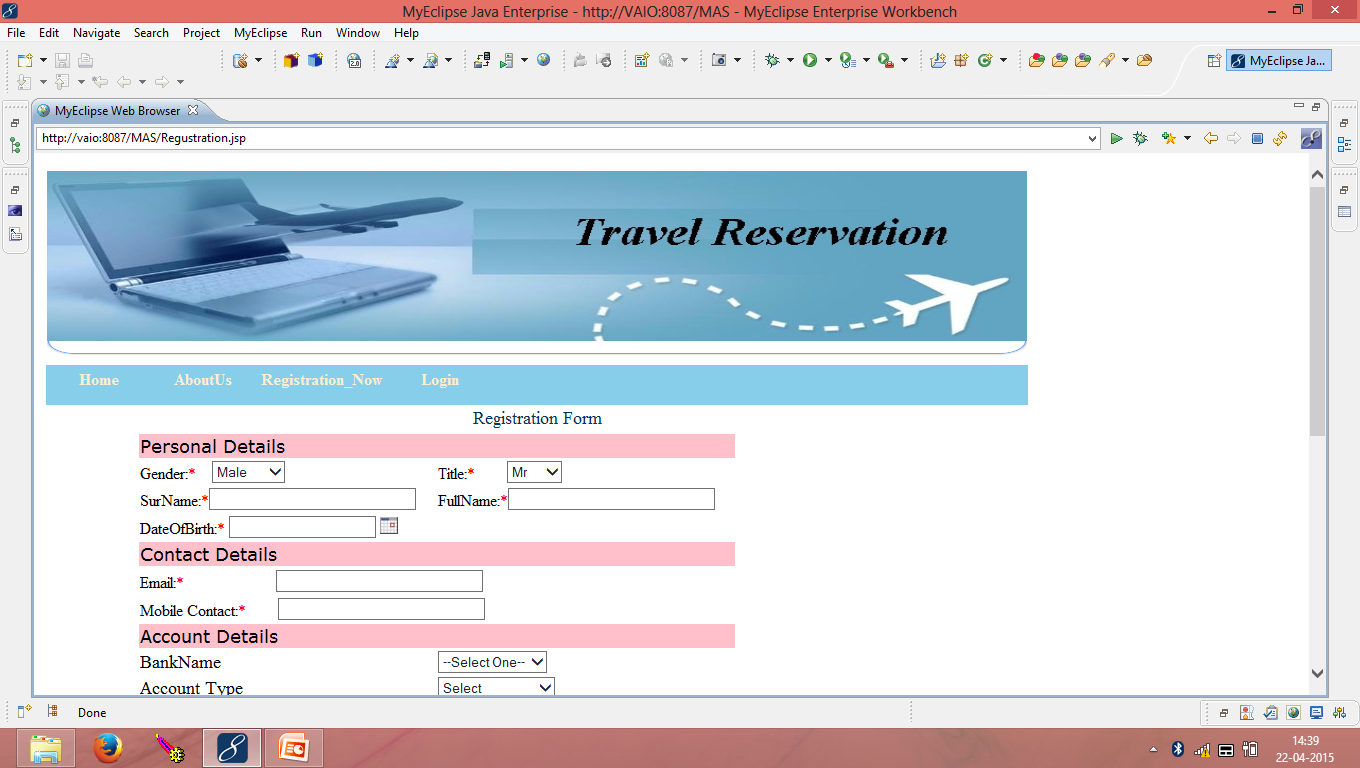 MyEclipse Java Enterprise - http://VAIO:8087/MAS - MyEclipse Enterprise Workbench
File Edit Navigate Search Project MyEclipse Run Window Help
2.0
MyEclipse Ja...
MyEclipse Web Browser
http://vaio:8087/MAS/Regustration.jsp
Travel Reservation
Home AboutUs Registration_Now Login
Registration Form
Personal Details
Gender:* Male Title:* Mr
SurName:* FullName:*
DateOfBirth:*
Contact Details
Email:*
Mobile Contact:*
Account Details
BankName --Select One--
Account Type Select
Done
14:39
22-04-2015